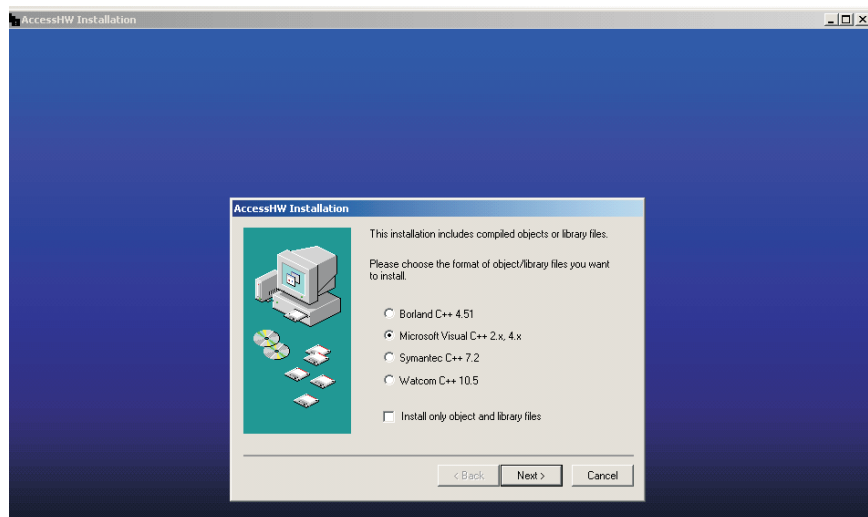 AccessHW Installation
AccessHW Installation
This installation includes compiled objects or library files.
Please choose the format of object/library files you want
to install.
Borland C++ 4.51
Microsoft Visual C++ 2.x, 4.x
Symantec C++ 7.2
Watcom C++ 10.5
Install only object and library files
< Back Next > Cancel